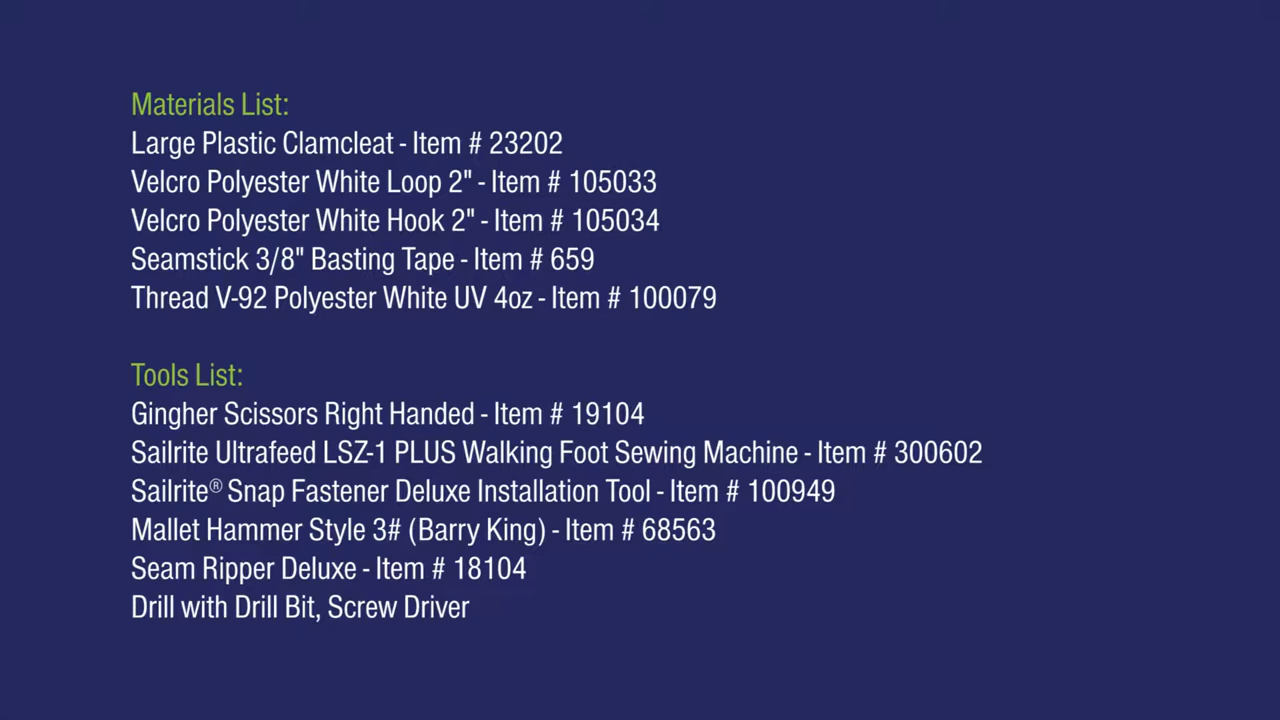 Materials List:
Large Plastic Clamcleat - Item # 23202
Velcro Polyester White Loop 2" - Item # 105033
Velcro Polyester White Hook 2" - Item # 105034
Seamstick 3/8" Basting Tape - Item # 659
Thread V-92 Polyester White UV 4oz - Item # 100079
Tools List:
Gingher Scissors Right Handed - Item # 19104
Sailrite Ultrafeed LSZ-1 PLUS Walking Foot Sewing Machine - Item # 300602
Sailrite® Snap Fastener Deluxe Installation Tool - Item # 100949
Mallet Hammer Style 3# (Barry King) - Item # 68563
Seam Ripper Deluxe - Item # 18104
Drill with Drill Bit, Screw Driver